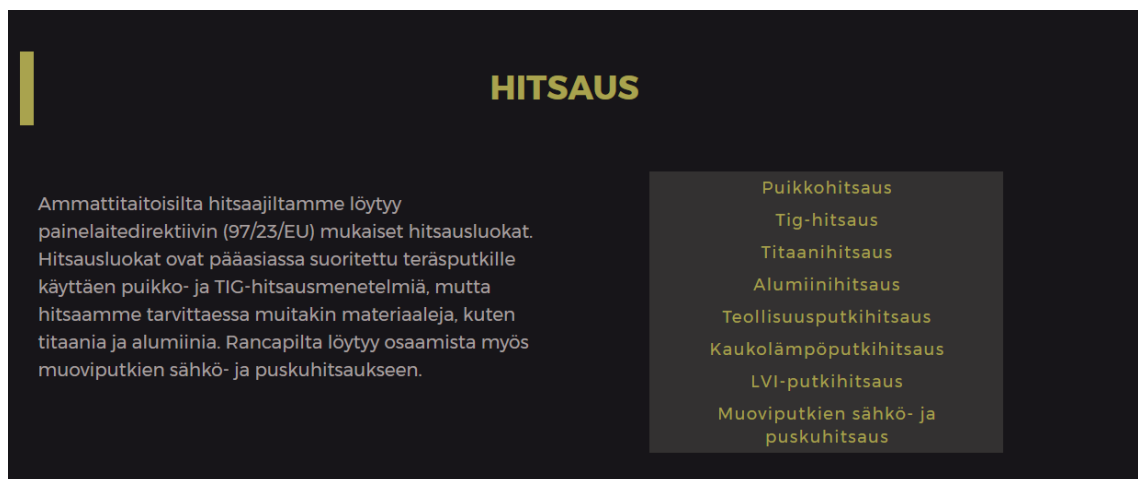 HITSAUS
Ammattitaitoisilta hitsaajiltamme löytyy
painelaitedirektiivin (97/23/EU) mukaiset hitsausluokat.
Hitsausluokat ovat pääasiassa suoritettu teräsputkille
käyttäen puikko- ja TIG-hitsausmenetelmiä, mutta
hitsaamme tarvittaessa muitakin materiaaleja, kuten
titaania ja alumiinia. Rancapilta löytyy osaamista myös
muoviputkien sähkö- ja puskuhitsaukseen.
Puikkohitsaus
Tig-hitsaus
Titaanihitsaus
Alumiinihitsaus
Teollisuusputkihitsaus
Kaukolämpöputkihitsaus
LVI-putkihitsaus
Muoviputkien sähkö- ja
puskuhitsaus